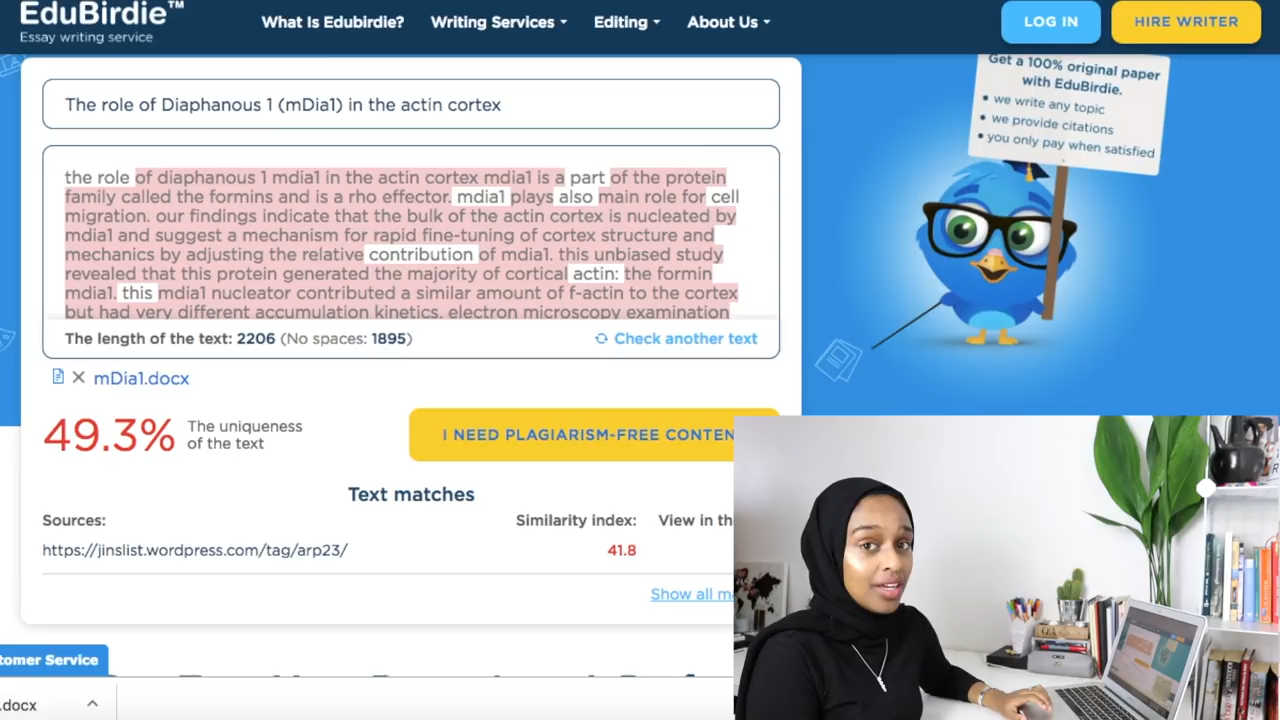 EduBirdie™
Essay writing service
What Is Edubirdie?
Writing Services
Editing
About Us
LOG IN
HIRE WRITER
The role of Diaphanous 1 (mDia1) in the actin cortex
the role of diaphanous 1 mdia1 in the actin cortex mdia1 is a part of the protein
family called the formins and is a rho effector. mdia1 plays also main role for cell
migration. our findings indicate that the bulk of the actin cortex is nucleated by
mdia1 and suggest a mechanism for rapid fine-tuning of cortex structure and
mechanics by adjusting the relative contribution of mdia1. this unbiased study
revealed that this protein generated the majority of cortical actin: the formin
mdia1. this mdia1 nucleator contributed a similar amount of f-actin to the cortex
but had very different accumulation kinetics. electron microscopy examination
The length of the text: 2206 (No spaces: 1895)
Check another text
mDia1.docx
49.3%
The uniqueness
of the text
I NEED PLAGIARISM-FREE CONTEN
Text matches
Sources:
Similarity index:
View in th
https://jinslist.wordpress.com/tag/arp23/
41.8
Show all m
tomer Service
.docx
Get a 100% original paper
with EduBirdie.
• we write any topic
• we provide citations
• you only pay when satisfied